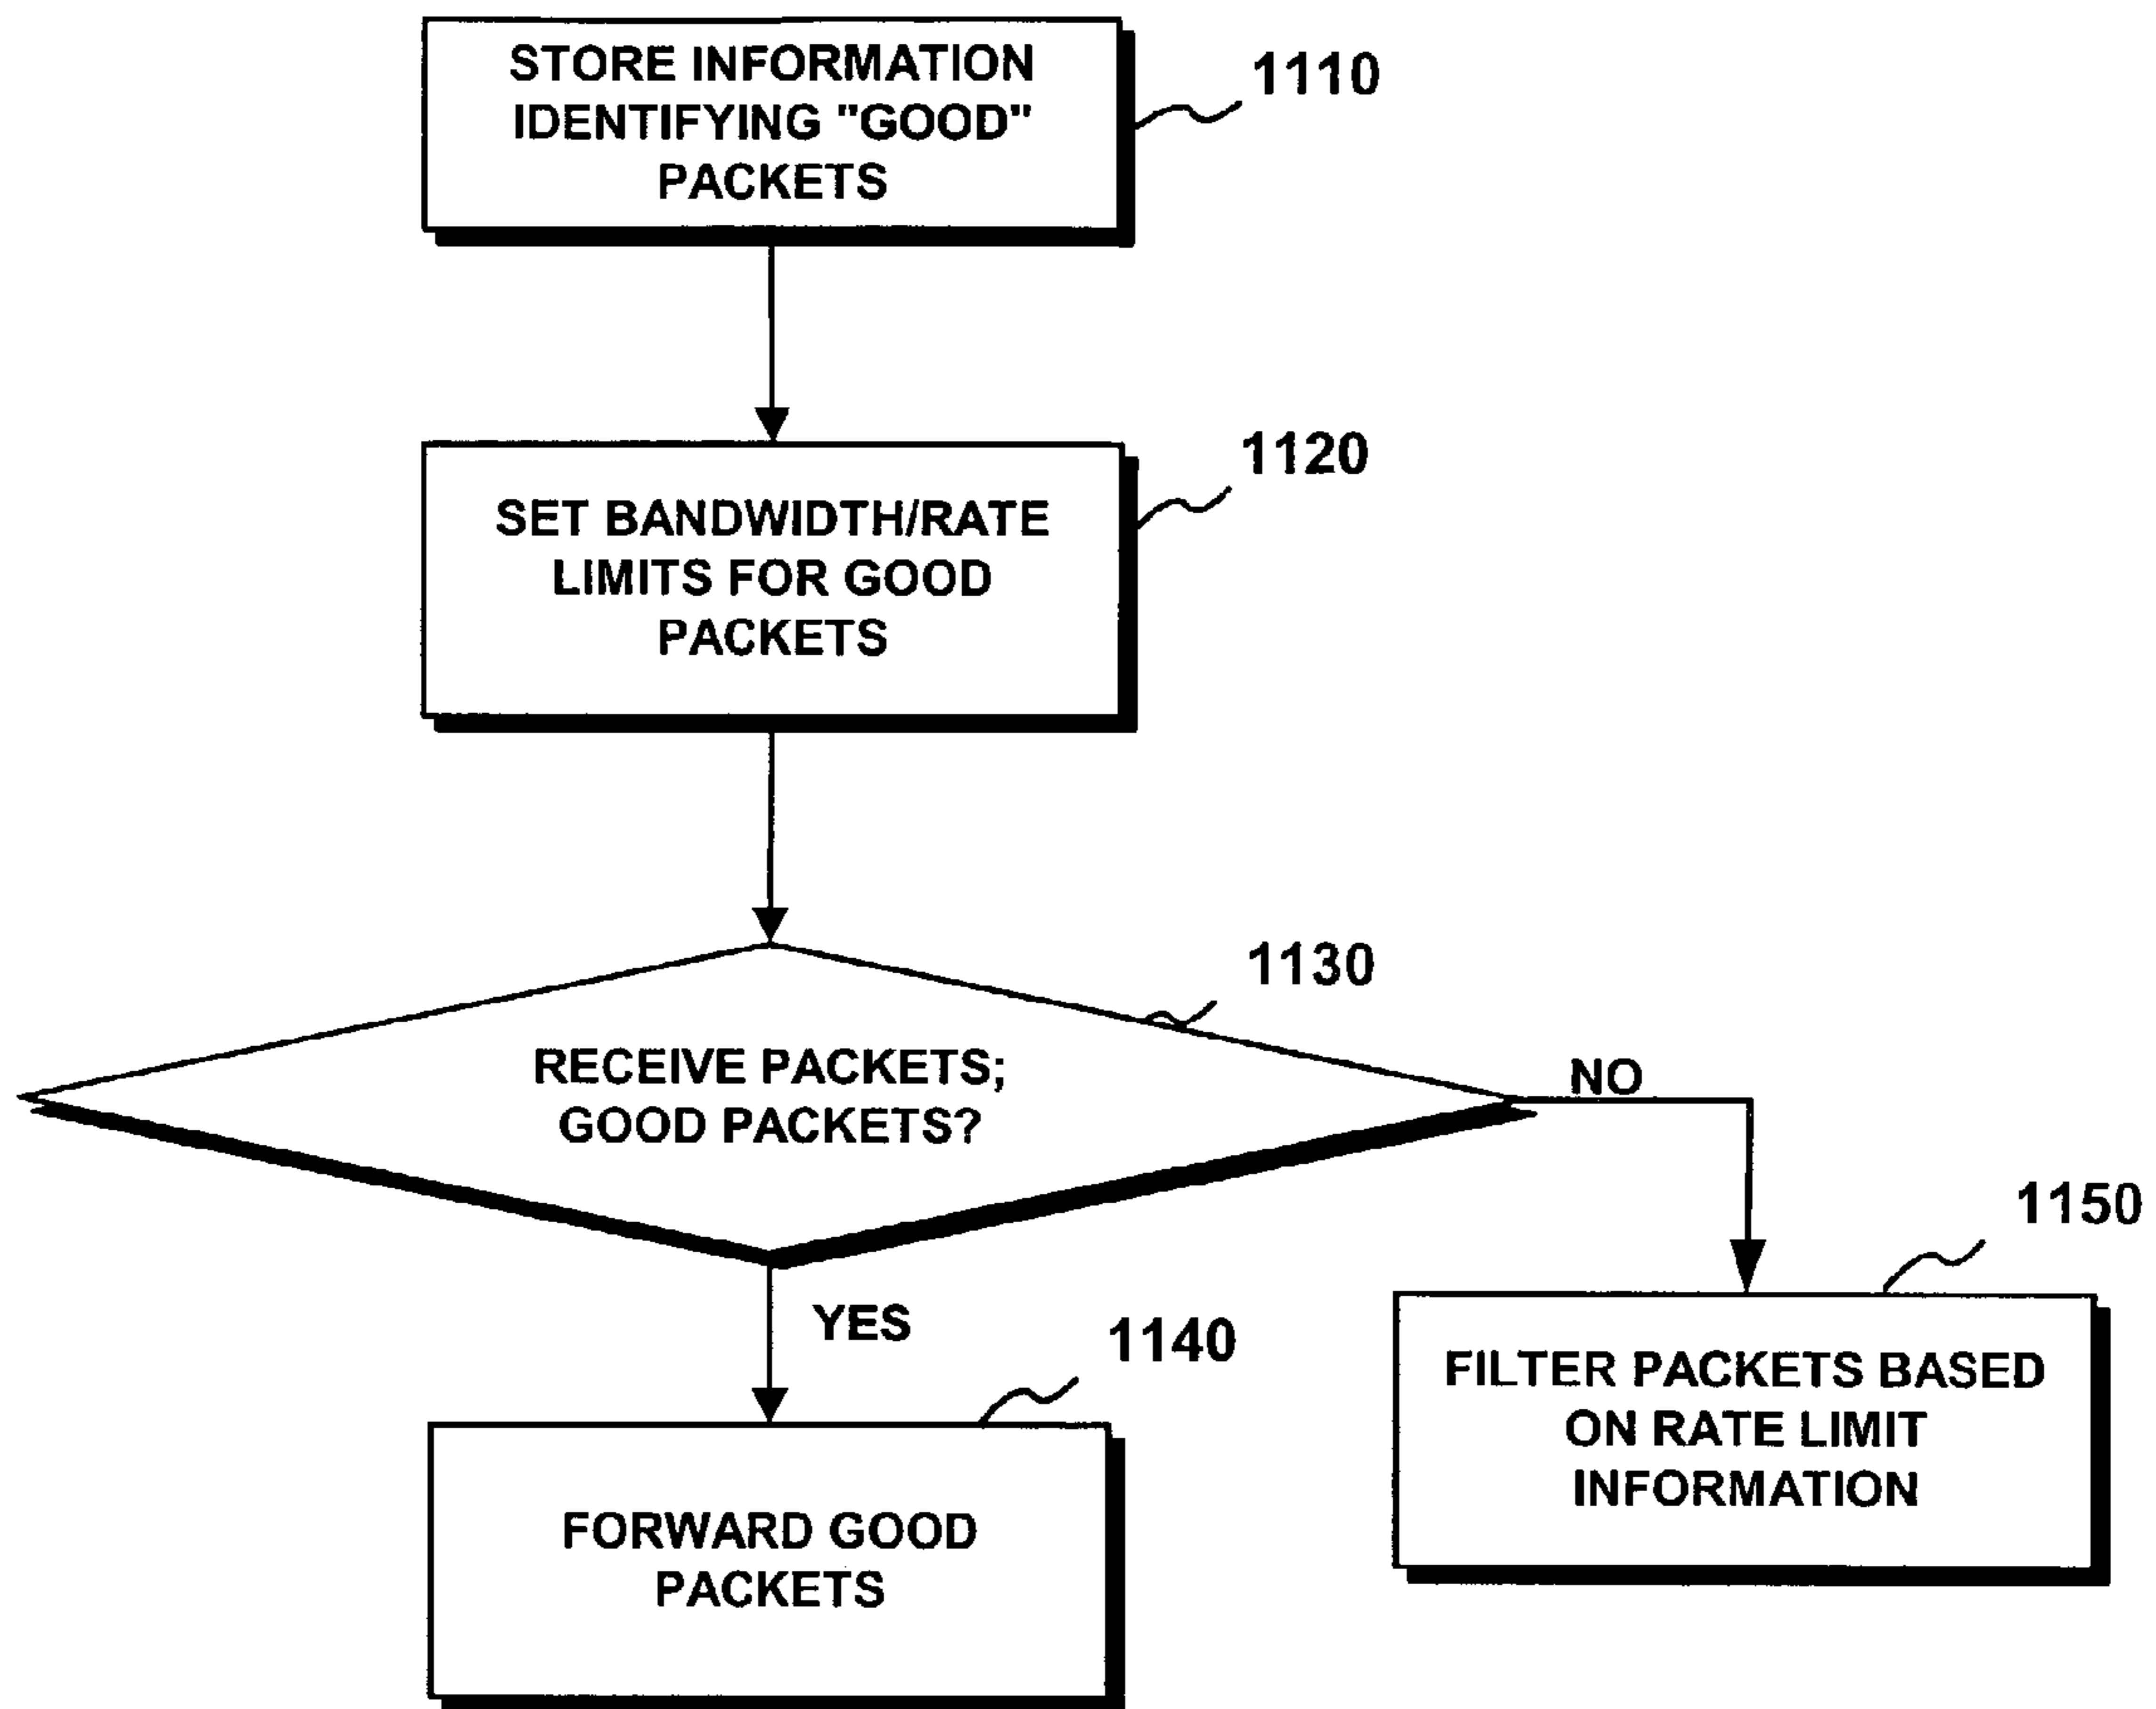 STORE INFORMATION
IDENTIFYING "GOOD"
PACKETS
1110
SET BANDWIDTH/RATE
LIMITS FOR GOOD
PACKETS
1120
RECEIVE PACKETS;
GOOD PACKETS?
1130
NO
YES
1140
FORWARD GOOD
PACKETS
1150
FILTER PACKETS BASED
ON RATE LIMIT
INFORMATION